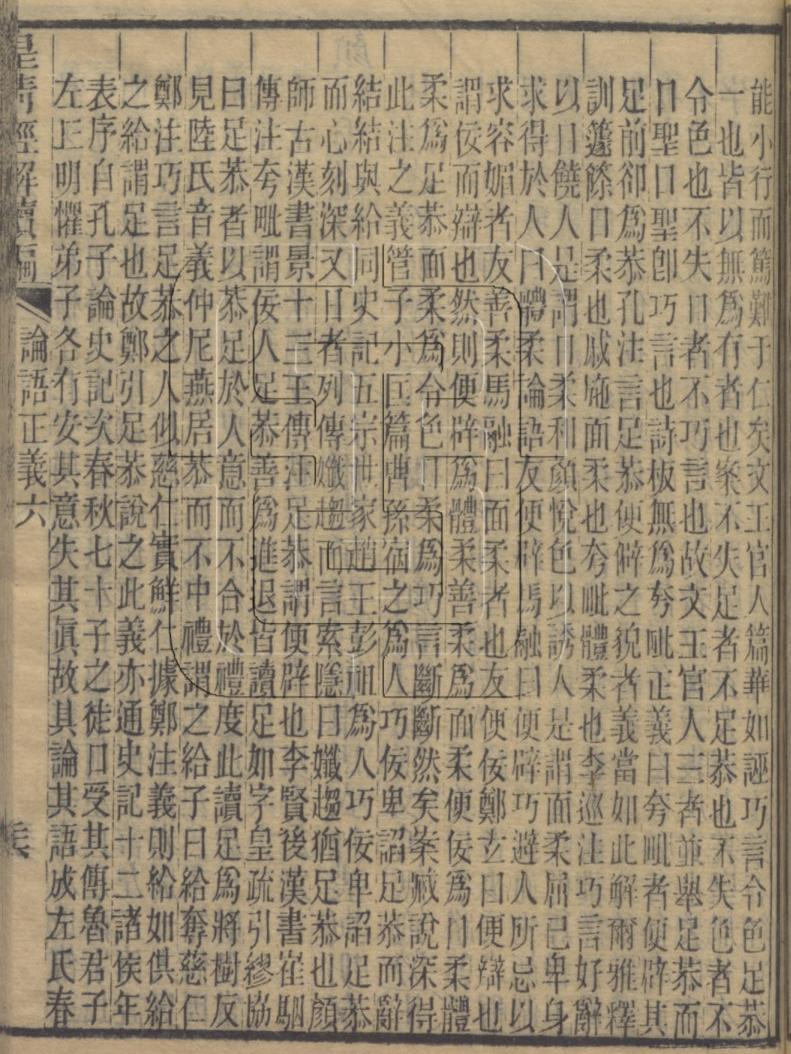 能小行而篤難于仁矣文王官人篇華如誣巧言令色足恭
一也皆以無爲有者也案不失足者不足恭也不失色者不
令色也不失口者不巧言也故文王官人三者並舉足恭而
口聖口聖卽巧言也詩板無爲夸毗正義曰夸毗者便辟其
足前卻爲恭孔注言足恭便僻之貌者義當如此解爾雅釋
訓籧篨口柔也戚施面柔也夸毗體柔也李巡注巧言好辭
以口饒人是謂口柔利顏悅色以誘人是謂面柔屈已卑身
求得於人曰體柔論語友便辟馬融曰便辟巧避人所忌以
求容媚者友善柔馬融曰面柔者也友便佞鄭玄曰便辯也
謂佞而辯也然則便辟爲體柔善柔爲面柔便佞爲口柔體
柔爲足恭面柔爲令色口柔爲巧言斷斷然矣案臧說深得
此注之義管子小匡篇曹孫宿之爲人巧佞卑諂足恭而辭
結結與給同史記五宗世家趙王彭祖爲人巧佞卑諂足恭
而心刻深又日者列傳孅趨而言索隱曰孅趨猶足恭也顏
師古漢書景十三王傳注足恭謂便辟也李賢後漢書崔駰
傳注夸毗謂佞人足恭善爲進退皆讀足如字皇疏引繆協
曰足恭者以恭足於人意而不合於禮度此讀足爲將樹反
見陸氏音義仲尼燕居恭而不中禮謂之給子曰給奪慈仁
鄭注巧言足恭之人似慈仁實鮮仁據鄭注義則給如供給
之給謂足也故鄭引足恭說之此義亦通史記十二諸侯年
表序自孔子論史記次春秋七十子之徒口受其傳魯君子
左丘明懼弟子各有安其意失其眞故具論其語成左氏春
皇清經解續編
論語正義六